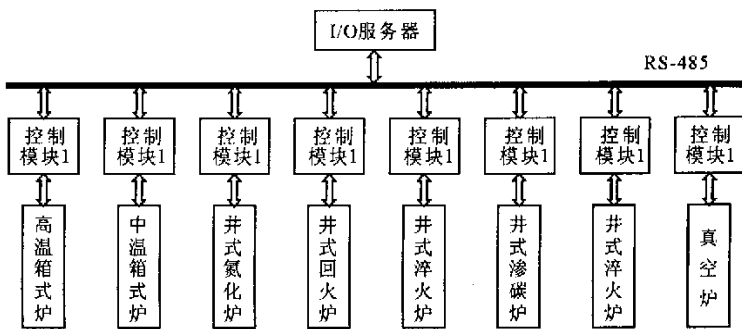 I/O服务器
RS-485
控制
模块1
控制
模块1
控制
模块1
控制
模块1
控制
模块1
控制
模块1
控制
模块1
控制
模块1
高温箱式炉
中温箱式炉
井式氮化炉
井式回火炉
井式淬火炉
井式渗碳炉
井式淬火炉
真空炉